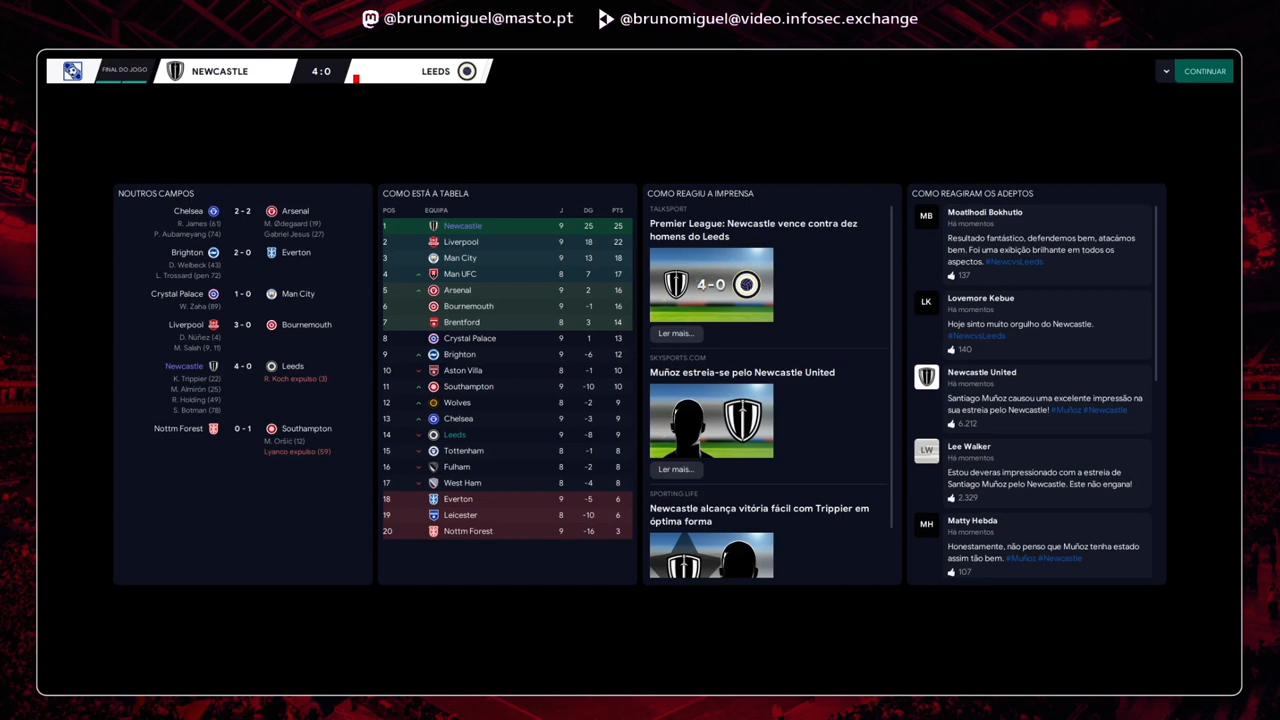 @brunomiguel@masto.pt @brunomiguel@video.infosec.exchange
FINAL DO JOGO NEWCASTLE 4:0 LEEDS CONTINUAR
NOUTROS CAMPOS
Chelsea 2 - 2 Arsenal
R. James (61) M. Ødegaard (19)
P. Aubameyang (74) Gabriel Jesus (27)
Brighton 2 - 0 Everton
D. Welbeck (43)
L. Trossard (pen 72)
Crystal Palace 1 - 0 Man City
W. Zaha (89)
Liverpool 3 - 0 Bournemouth
D. Núñez (4)
M. Salah (9, 11)
Newcastle 4 - 0 Leeds
K. Trippier (22) R. Koch expulso (3)
M. Almirón (25)
R. Holding (49)
S. Botman (78)
Nottm Forest 0 - 1 Southampton
M. Oršić (12)
Lyanco expulso (59)
COMO ESTÁ A TABELA
POS EQUIPA J DG PTS
1 Newcastle 9 25 25
2 Liverpool 9 18 22
3 Man City 9 13 18
4 Man UFC 8 7 17
5 Arsenal 9 2 16
6 Bournemouth 9 -1 16
7 Brentford 8 3 14
8 Crystal Palace 9 1 13
9 Brighton 9 -6 12
10 Aston Villa 8 -1 10
11 Southampton 9 -10 10
12 Wolves 8 -2 9
13 Chelsea 9 -3 9
14 Leeds 9 -8 9
15 Tottenham 8 -1 8
16 Fulham 8 -2 8
17 West Ham 8 -4 8
18 Everton 9 -5 6
19 Leicester 8 -10 6
20 Nottm Forest 9 -16 3
COMO REAGIU A IMPRENSA
TALKSPORT
Premier League: Newcastle vence contra dez
homens do Leeds
4-0
Ler mais...
SKYSPORTS.COM
Muñoz estreia-se pelo Newcastle United
Ler mais...
SPORTING LIFE
Newcastle alcança vitória fácil com Trippier em
óptima forma
COMO REAGIRAM OS ADEPTOS
MB Moatlhodi Bokhutlo
Há momentos
Resultado fantástico, defendemos bem, atacámos
bem. Foi uma exibição brilhante em todos os
aspectos. #NewcvsLeeds
137
LK Lovemore Kebue
Há momentos
Hoje sinto muito orgulho do Newcastle.
#NewcvsLeeds
140
Newcastle United
Há momentos
Santiago Muñoz causou uma excelente impressão na
sua estreia pelo Newcastle! #Muñoz #Newcastle
6.212
LW Lee Walker
Há momentos
Estou deveras impressionado com a estreia de
Santiago Muñoz pelo Newcastle. Este não engana!
2.329
MH Matty Hebda
Há momentos
Honestamente, não penso que Muñoz tenha estado
assim tão bem. #Muñoz #Newcastle
107